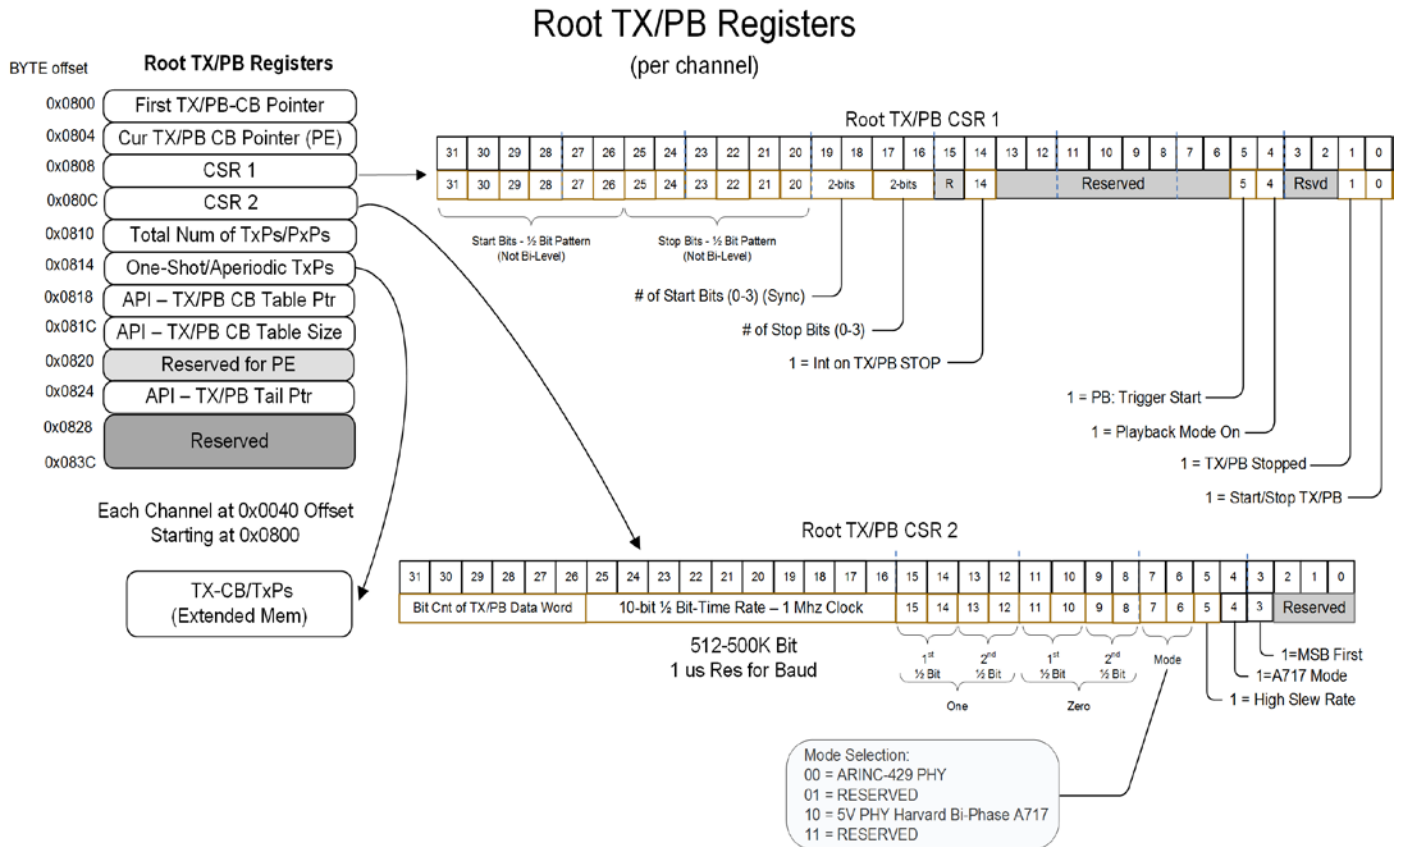 Root TX/PB Registers
(per channel)
BYTE offset
Root TX/PB Registers
0x0800 First TX/PB-CB Pointer
0x0804 Cur TX/PB CB Pointer (PE)
0x0808 CSR 1
0x080C CSR 2
0x0810 Total Num of TxPs/PxPs
0x0814 One-Shot/Aperiodic TxPs
0x0818 API – TX/PB CB Table Ptr
0x081C API – TX/PB CB Table Size
0x0820 Reserved for PE
0x0824 API – TX/PB Tail Ptr
0x0828
Reserved
0x083C
Each Channel at 0x0040 Offset
Starting at 0x0800
TX-CB/TxPs
(Extended Mem)
Root TX/PB CSR 1
31 30 29 28 27 26 25 24 23 22 21 20 19 18 17 16 15 14 13 12 11 10 9 8 7 6 5 4 3 2 1 0
31 30 29 28 27 26 25 24 23 22 21 20 2-bits 2-bits R 14 Reserved 5 4 Rsvd 1 0
Start Bits - ½ Bit Pattern
(Not Bi-Level)
Stop Bits - ½ Bit Pattern
(Not Bi-Level)
# of Start Bits (0-3) (Sync)
# of Stop Bits (0-3)
1 = Int on TX/PB STOP
1 = PB: Trigger Start
1 = Playback Mode On
1 = TX/PB Stopped
1 = Start/Stop TX/PB
Root TX/PB CSR 2
31 30 29 28 27 26 25 24 23 22 21 20 19 18 17 16 15 14 13 12 11 10 9 8 7 6 5 4 3 2 1 0
Bit Cnt of TX/PB Data Word 10-bit ½ Bit-Time Rate – 1 Mhz Clock 15 14 13 12 11 10 9 8 7 6 5 4 3 Reserved
512-500K Bit
1 us Res for Baud
1st ½ Bit
2nd ½ Bit
1st ½ Bit
2nd ½ Bit
Mode
One
Zero
1=MSB First
1=A717 Mode
1 = High Slew Rate
Mode Selection:
00 = ARINC-429 PHY
01 = RESERVED
10 = 5V PHY Harvard Bi-Phase A717
11 = RESERVED